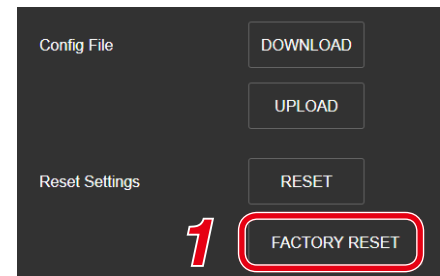 Config File DOWNLOAD
UPLOAD
Reset Settings RESET
1 FACTORY RESET